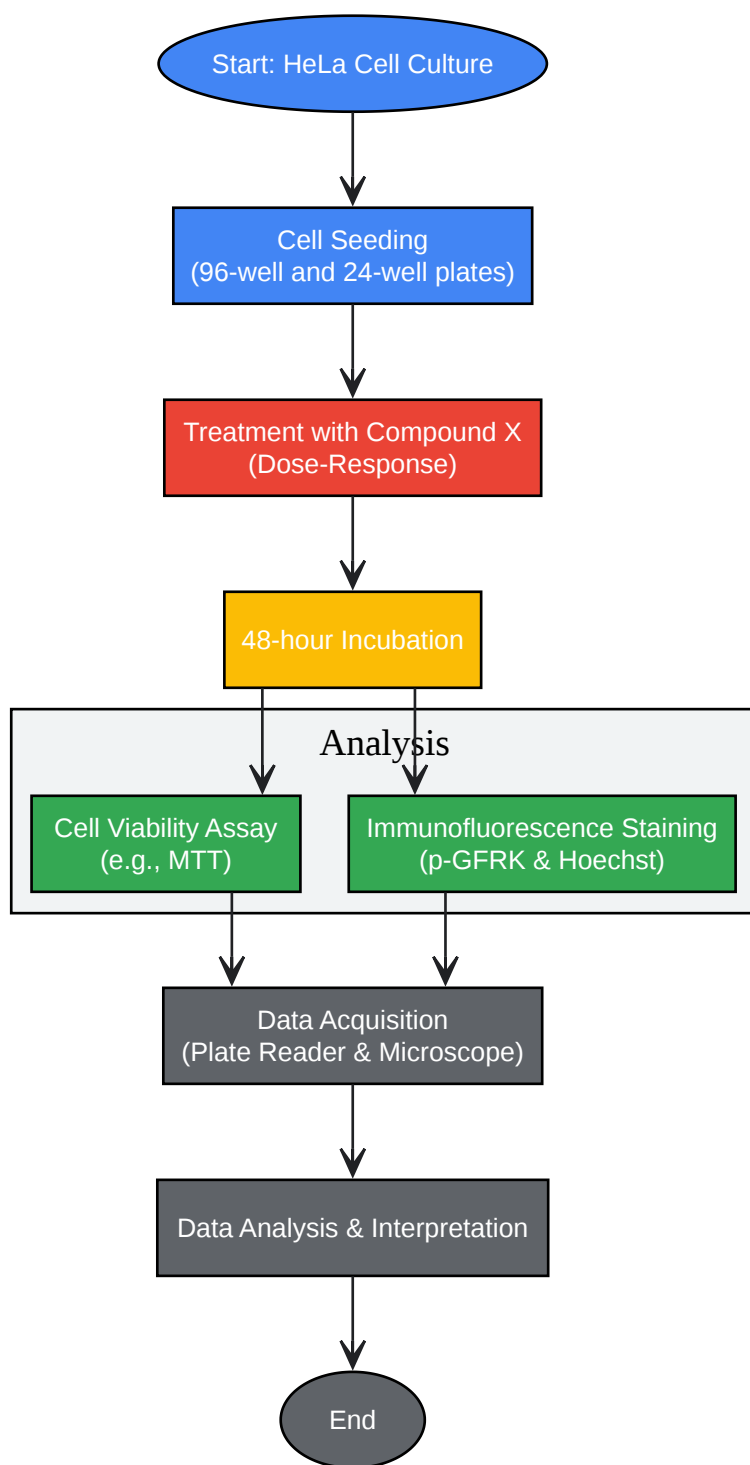 Start: HeLa Cell Culture
Cell Seeding
(96-well and 24-well plates)
Treatment with Compound X
(Dose-Response)
48-hour Incubation
Analysis
Cell Viability Assay
(e.g., MTT)
Immunofluorescence Staining
(p-GFRK & Hoechst)
Data Acquisition
(Plate Reader & Microscope)
Data Analysis & Interpretation
End